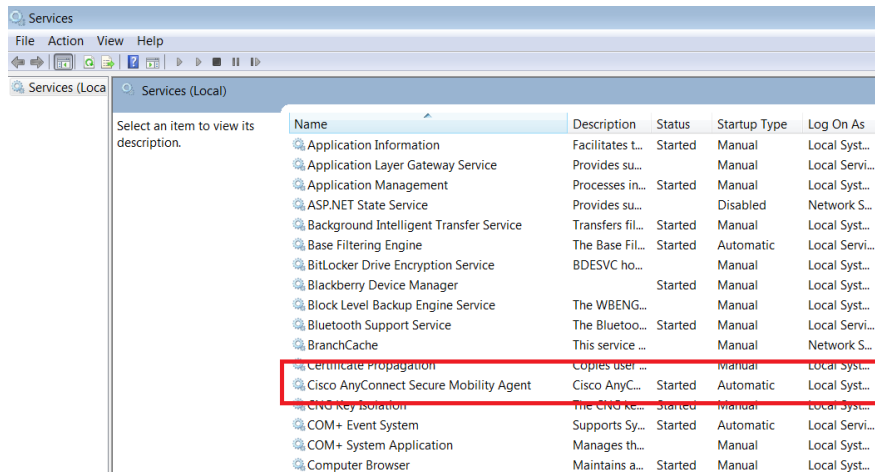 Services
File Action View Help
Services (Loca
Services (Local)
Select an item to view its
description.
Name Description Status Startup Type Log On As
Application Information Facilitates t... Started Manual Local Syst...
Application Layer Gateway Service Provides su... Manual Local Servi...
Application Management Processes in... Started Manual Local Syst...
ASP.NET State Service Provides su... Disabled Network S...
Background Intelligent Transfer Service Transfers fil... Started Manual Local Syst...
Base Filtering Engine The Base Fil... Started Automatic Local Servi...
BitLocker Drive Encryption Service BDESVC ho... Manual Local Syst...
Blackberry Device Manager Started Manual Local Syst...
Block Level Backup Engine Service The WBENG... Manual Local Syst...
Bluetooth Support Service The Bluetoo... Started Manual Local Servi...
BranchCache This service ... Manual Network S...
Certificate Propagation Copies user ... Manual Local Syst...
Cisco AnyConnect Secure Mobility Agent Cisco AnyC... Started Automatic Local Syst...
CNG Key Isolation The CNG ke... Started Manual Local Syst...
COM+ Event System Supports Sy... Started Automatic Local Servi...
COM+ System Application Manages th... Manual Local Syst...
Computer Browser Maintains a... Started Manual Local Syst...